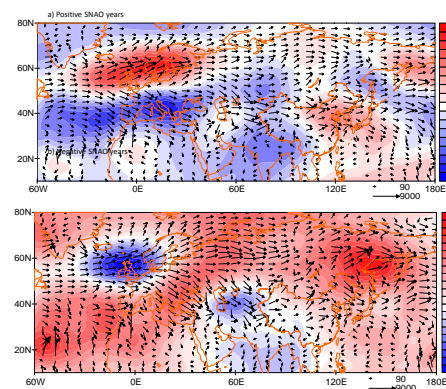 a) Positive SNAO years
80N
60N
40N
20N
b) Negative SNAO years
60W 0E 60E 120E 180E
90
9000
80N
60N
40N
20N
90
9000
60W 0E 60E 120E 180E